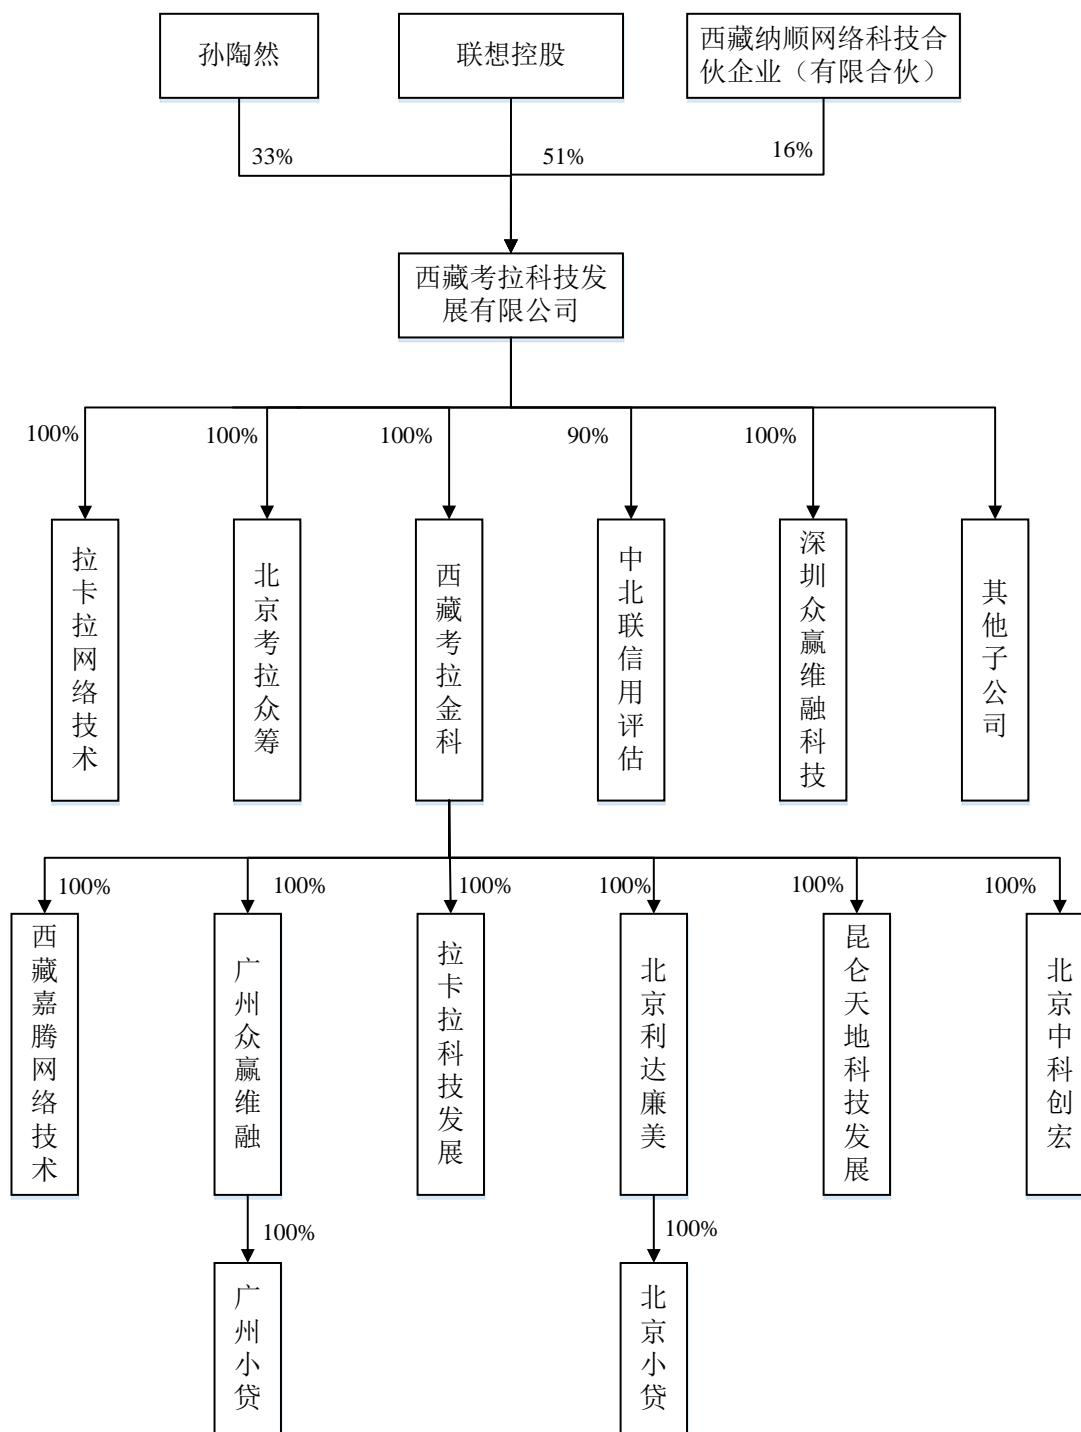 孙陶然
联想控股
西藏纳顺网络科技合
伙企业（有限合伙）
33%
51%
16%
西藏考拉科技发
展有限公司
100%
100%
100%
90%
100%
拉卡拉网络技术
北京考拉众筹
西藏考拉金科
中北联信用评估
深圳众赢维融科技
其他子公司
100%
100%
100%
100%
100%
100%
西藏嘉腾网络技术
广州众赢维融
拉卡拉科技发展
北京利达廉美
昆仑天地科技发展
北京中科创宏
100%
100%
广州小贷
北京小贷